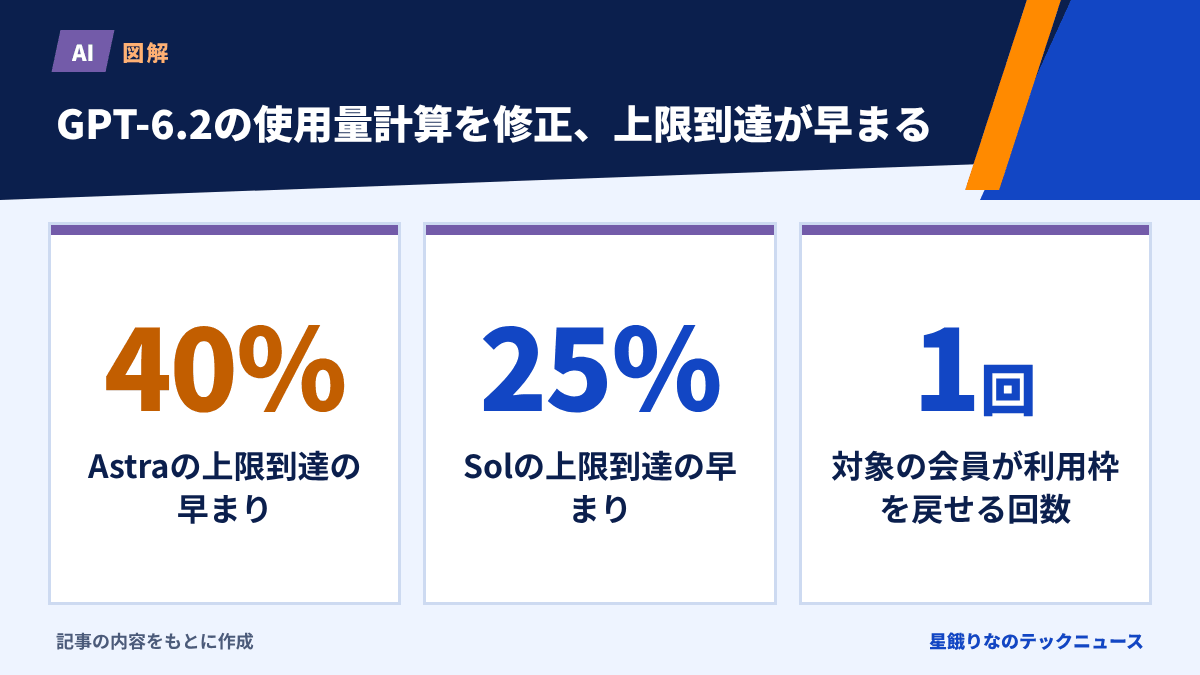 AI 図解
GPT-6.2の使用量計算を修正、上限到達が早まる
40%
Astraの上限到達の
早まり
25%
Solの上限到達の早
まり
1回
対象の会員が利用枠
を戻せる回数
記事の内容をもとに作成
星餓りなのテックニュース